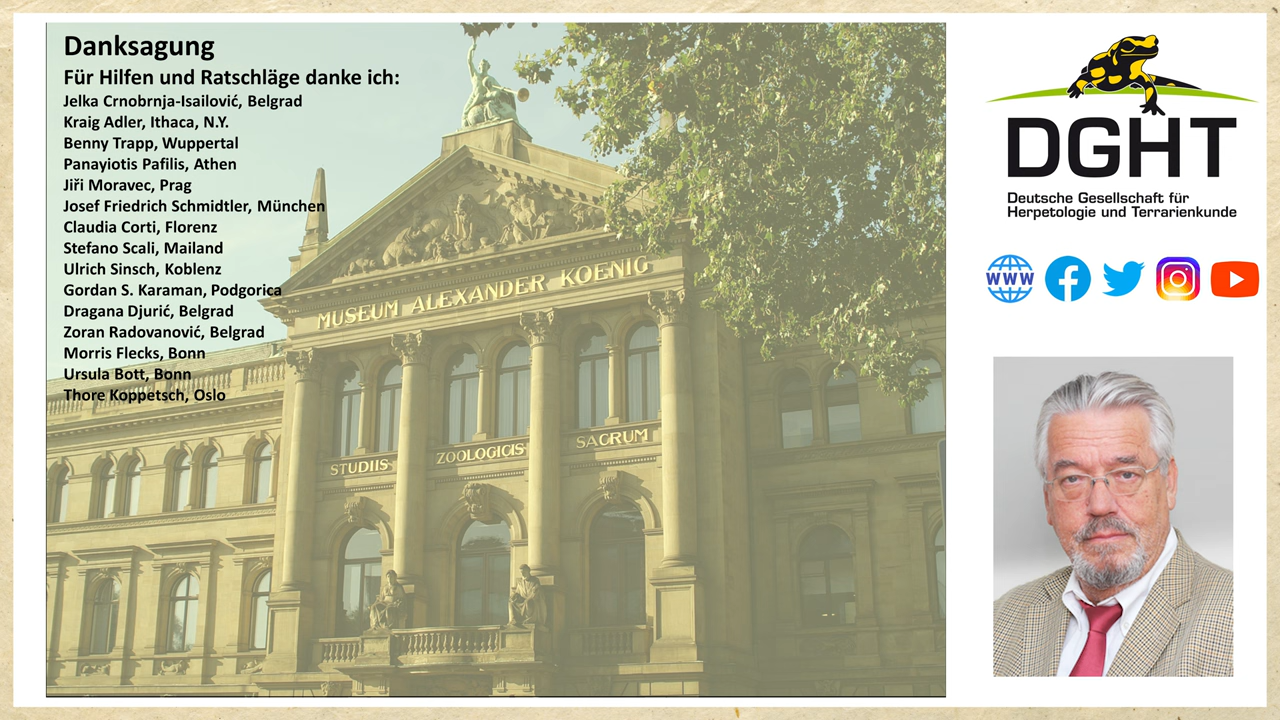 Danksagung
Für Hilfen und Ratschläge danke ich:
Jelka Crnobrnja-Isailović, Belgrad
Kraig Adler, Ithaca, N.Y.
Benny Trapp, Wuppertal
Panayiotis Pafilis, Athen
Jiři Moravec, Prag
Josef Friedrich Schmidtler, München
Claudia Corti, Florenz
Stefano Scali, Mailand
Ulrich Sinsch, Koblenz
Gordan S. Karaman, Podgorica
Dragana Djurić, Belgrad
Zoran Radovanović, Belgrad
Morris Flecks, Bonn
Ursula Bott, Bonn
Thore Koppetsch, Oslo
MUSEUM ALEXANDER KOENIG
STUDIIS ZOOLOGICIS SACRUM
DGHT
Deutsche Gesellschaft für
Herpetologie und Terrarienkunde
WWW